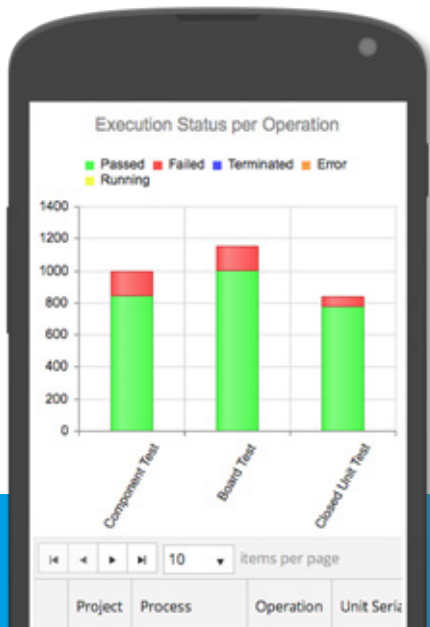 Execution Status per Operation
Passed Failed Terminated Error
Running
1400
1200
1000
800
600
400
200
0
Component Test
Board Test
Closed Unit Test
10 items per page
Project Process Operation Unit Seria